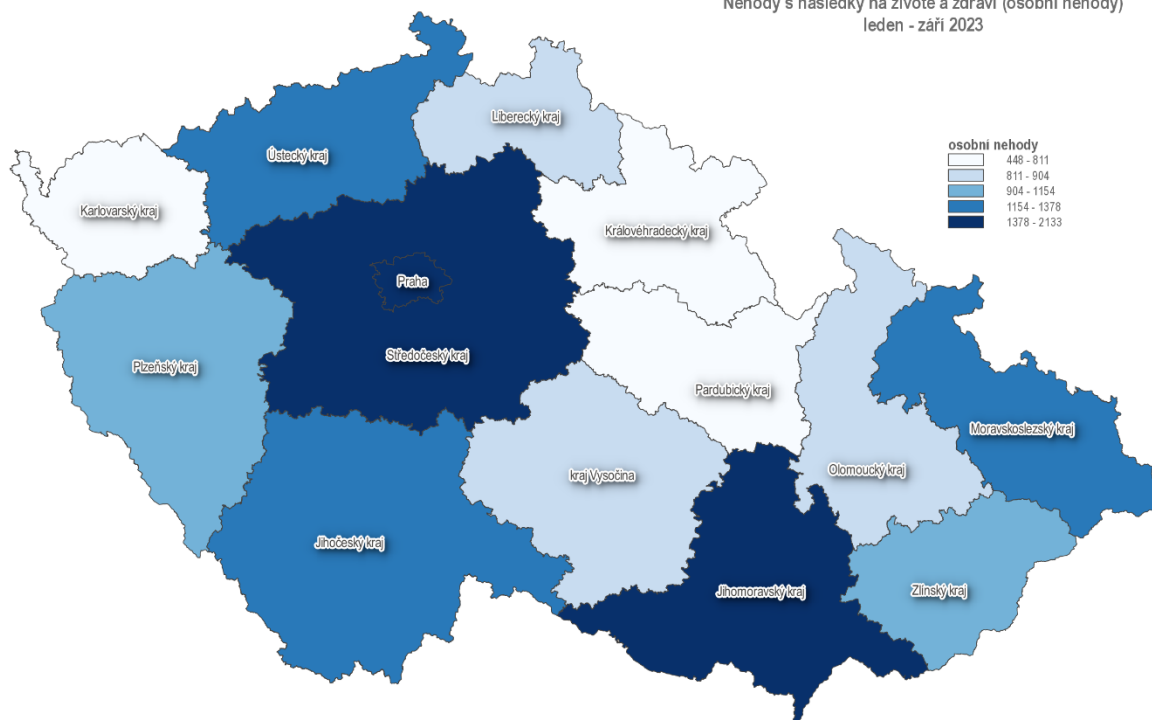 Nehody s následky na životě a zdraví (osobní nehody)
leden - září 2023
Liberecký kraj
Ústecký kraj
osobní nehody
448 - 811
811 - 904
904 - 1154
1154 - 1378
1378 - 2133
Karlovarský kraj
Královéhradecký kraj
Praha
Středočeský kraj
Plzeňský kraj
Pardubický kraj
Moravskoslezský kraj
Olomoucký kraj
kraj Vysočina
Jihočeský kraj
Jihomoravský kraj
Zlínský kraj